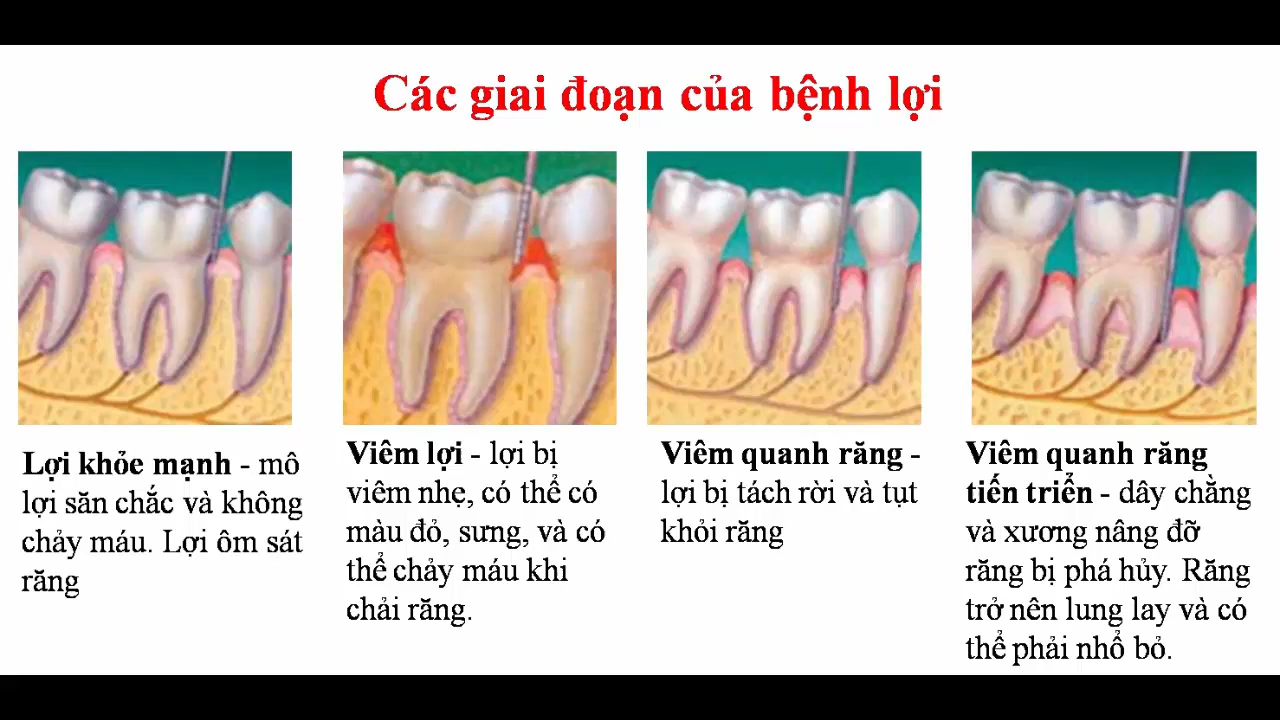 Các giai đoạn của bệnh lợi
Lợi khỏe mạnh - mô
lợi săn chắc và không
chảy máu. Lợi ôm sát
răng
Viêm lợi - lợi bị
viêm nhẹ, có thể có
màu đỏ, sưng, và có
thể chảy máu khi
chải răng.
Viêm quanh răng -
lợi bị tách rời và tụt
khỏi răng
Viêm quanh răng
tiến triển - dây chằng
và xương nâng đỡ
răng bị phá hủy. Răng
trở nên lung lay và có
thể phải nhổ bỏ.